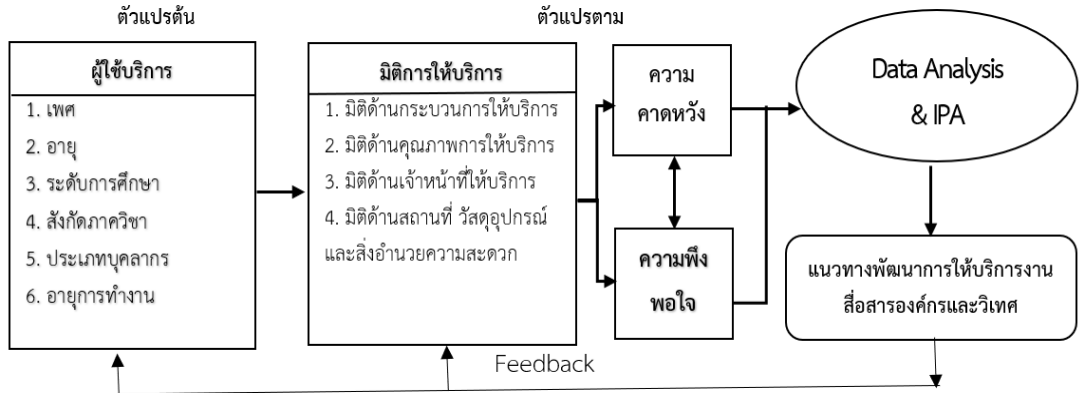 ตัวแปรต้น
ตัวแปรตาม
ผู้ใช้บริการ
1. เพศ
2. อายุ
3. ระดับการศึกษา
4. สังกัดภาควิชา
5. ประเภทบุคลากร
6. อายุการทำงาน
มิติการให้บริการ
1. มิติด้านกระบวนการให้บริการ
2. มิติด้านคุณภาพการให้บริการ
3. มิติด้านเจ้าหน้าที่ให้บริการ
4. มิติด้านสถานที่ วัสดุอุปกรณ์
และสิ่งอำนวยความสะดวก
ความ
คาดหวัง
ความพึง
พอใจ
Data Analysis
& IPA
แนวทางพัฒนาการให้บริการงาน
สื่อสารองค์กรและวิเทศ
Feedback